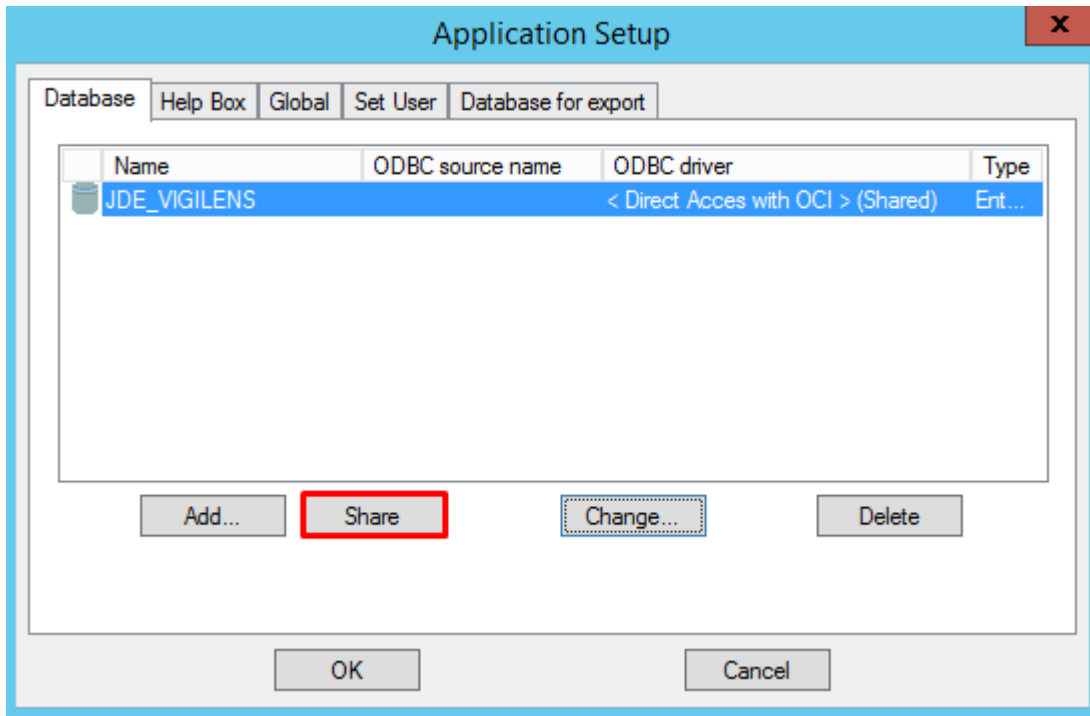 Application Setup
x
Database Help Box Global Set User Database for export
Name ODBC source name ODBC driver Type
JDE_VIGILENS < Direct Acces with OCI > (Shared) Ent...
Add... Share Change... Delete
OK Cancel